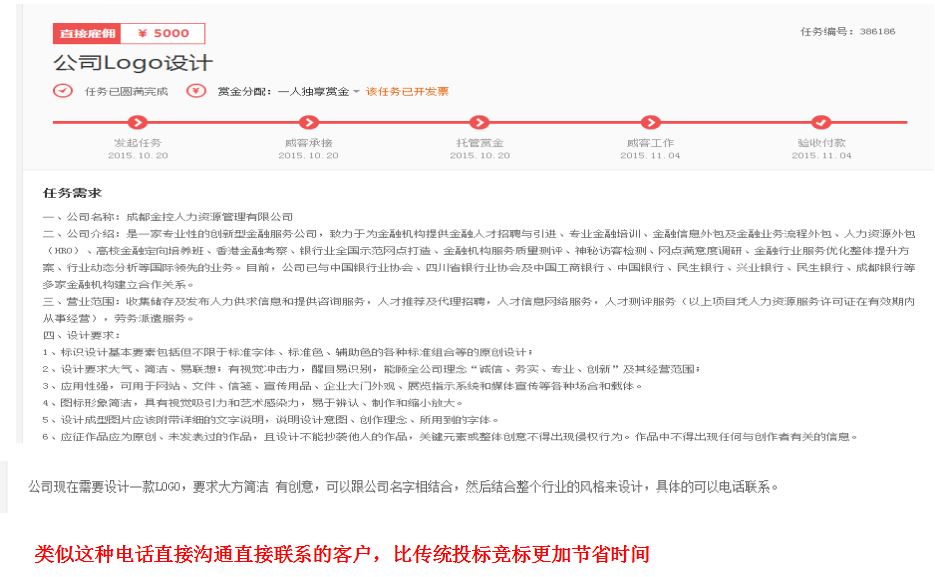 直接雇佣 ¥ 5000
任务编号：386186
公司Logo设计
任务已圆满完成 ¥ 赏金分配：一人独享赏金 该任务已开发票
发起任务 威客承接 托管赏金 威客工作 验收付款
2015.10.20 2015.10.20 2015.10.20 2015.11.04 2015.11.04
任务需求
一、公司名称：成都金控人力资源管理有限公司
二、公司介绍：是一家专业性的创新型金融服务公司，致力于为金融机构提供金融人才招聘与引进、专业金融培训、金融信息外包及金融业务流程外包、人力资源外包
（HRO）、高校金融定向培养班、香港金融考察、银行业全国示范网点打造、金融机构服务质量测评、神秘访客检测、网点满意度调研、金融行业服务优化整体提升方
案、行业动态分析等国际领先的业务。目前，公司已与中国银行业协会、四川省银行业协会及中国工商银行、中国银行、民生银行、兴业银行、民生银行、成都银行等
多家金融机构建立合作关系。
三、营业范围：收集储存及发布人力供求信息和提供咨询服务，人才推荐及代理招聘，人才信息网络服务，人才测评服务（以上项目凭人力资源服务许可证在有效期内
从事经营），劳务派遣服务。
四、设计要求：
1、标识设计基本要素包括但不限于标准字体、标准色、辅助色的各种标准组合等的原创设计；
2、设计要求大气、简洁、易联想；有视觉冲击力，醒目易识别，能顾全公司理念“诚信、务实、专业、创新”及其经营范围；
3、应用性强，可用于网站、文件、信笺、宣传用品、企业大门外观、展览指示系统和媒体宣传等各种场合和载体。
4、图标形象简洁，具有视觉吸引力和艺术感染力，易于辨认、制作和缩小放大。
5、设计成型图片应该附带详细的文字说明，说明设计意图、创作理念、所用到的字体。
6、应征作品应为原创、未发表过的作品，且设计不能抄袭他人的作品，关键元素或整体创意不得出现侵权行为。作品中不得出现任何与创作者有关的信息。
公司现在需要设计一款LOGO，要求大方简洁 有创意，可以跟公司名字相结合，然后结合整个行业的风格来设计，具体的可以电话联系。
类似这种电话直接沟通直接联系的客户，比传统投标竞标更加节省时间